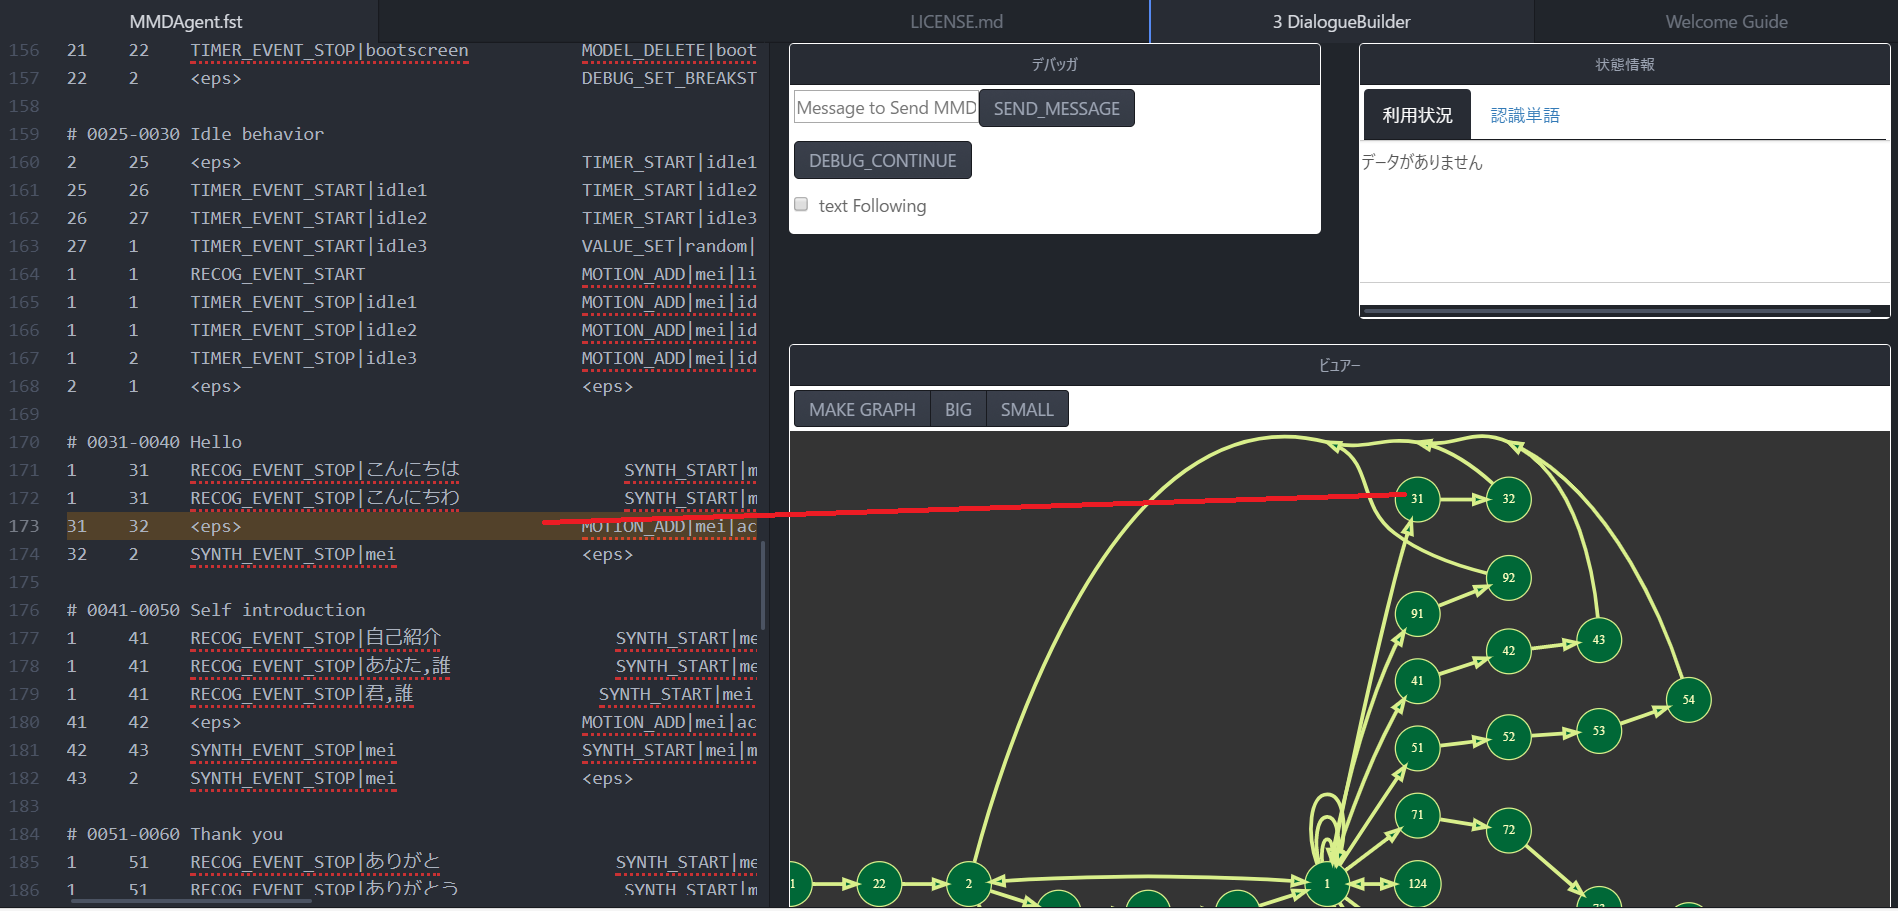 MMDAgent.fst
LICENSE.md
3 DialogueBuilder
Welcome Guide
156 21 22 TIMER_EVENT_STOP|bootscreen MODEL_DELETE|boot
157 22 2 <eps> DEBUG_SET_BREAKST
158
159 # 0025-0030 Idle behavior
160 2 25 <eps> TIMER_START|idle1
161 25 26 TIMER_EVENT_START|idle1 TIMER_START|idle2
162 26 27 TIMER_EVENT_START|idle2 TIMER_START|idle3
163 27 1 TIMER_EVENT_START|idle3 VALUE_SET|random|
164 1 1 RECOG_EVENT_START MOTION_ADD|mei|li
165 1 1 TIMER_EVENT_STOP|idle1 MOTION_ADD|mei|id
166 1 1 TIMER_EVENT_STOP|idle2 MOTION_ADD|mei|id
167 1 2 TIMER_EVENT_STOP|idle3 MOTION_ADD|mei|id
168 2 1 <eps> <eps>
169
170 # 0031-0040 Hello
171 1 31 RECOG_EVENT_STOP|こんにちは SYNTH_START|m
172 1 31 RECOG_EVENT_STOP|こんにちわ SYNTH_START|m
173 31 32 <eps> MOTION_ADD|mei|ac
174 32 2 SYNTH_EVENT_STOP|mei <eps>
175
176 # 0041-0050 Self introduction
177 1 41 RECOG_EVENT_STOP|自己紹介 SYNTH_START|me
178 1 41 RECOG_EVENT_STOP|あなた,誰 SYNTH_START|me
179 1 41 RECOG_EVENT_STOP|君,誰 SYNTH_START|mei
180 41 42 <eps> MOTION_ADD|mei|ac
181 42 43 SYNTH_EVENT_STOP|mei SYNTH_START|mei|m
182 43 2 SYNTH_EVENT_STOP|mei <eps>
183
184 # 0051-0060 Thank you
185 1 51 RECOG_EVENT_STOP|ありがと SYNTH_START|me
186 1 51 RECOG_EVENT_STOP|ありがとう SYNTH_START|m
デバッガ
Message to Send MMD SEND_MESSAGE
DEBUG_CONTINUE
text Following
状態情報
利用状況 認識単語
データがありません
ビュアー
MAKE GRAPH BIG SMALL
31 32
92
91
42 43
41
54
51 52 53
71 72
1 22 2 1 124
73